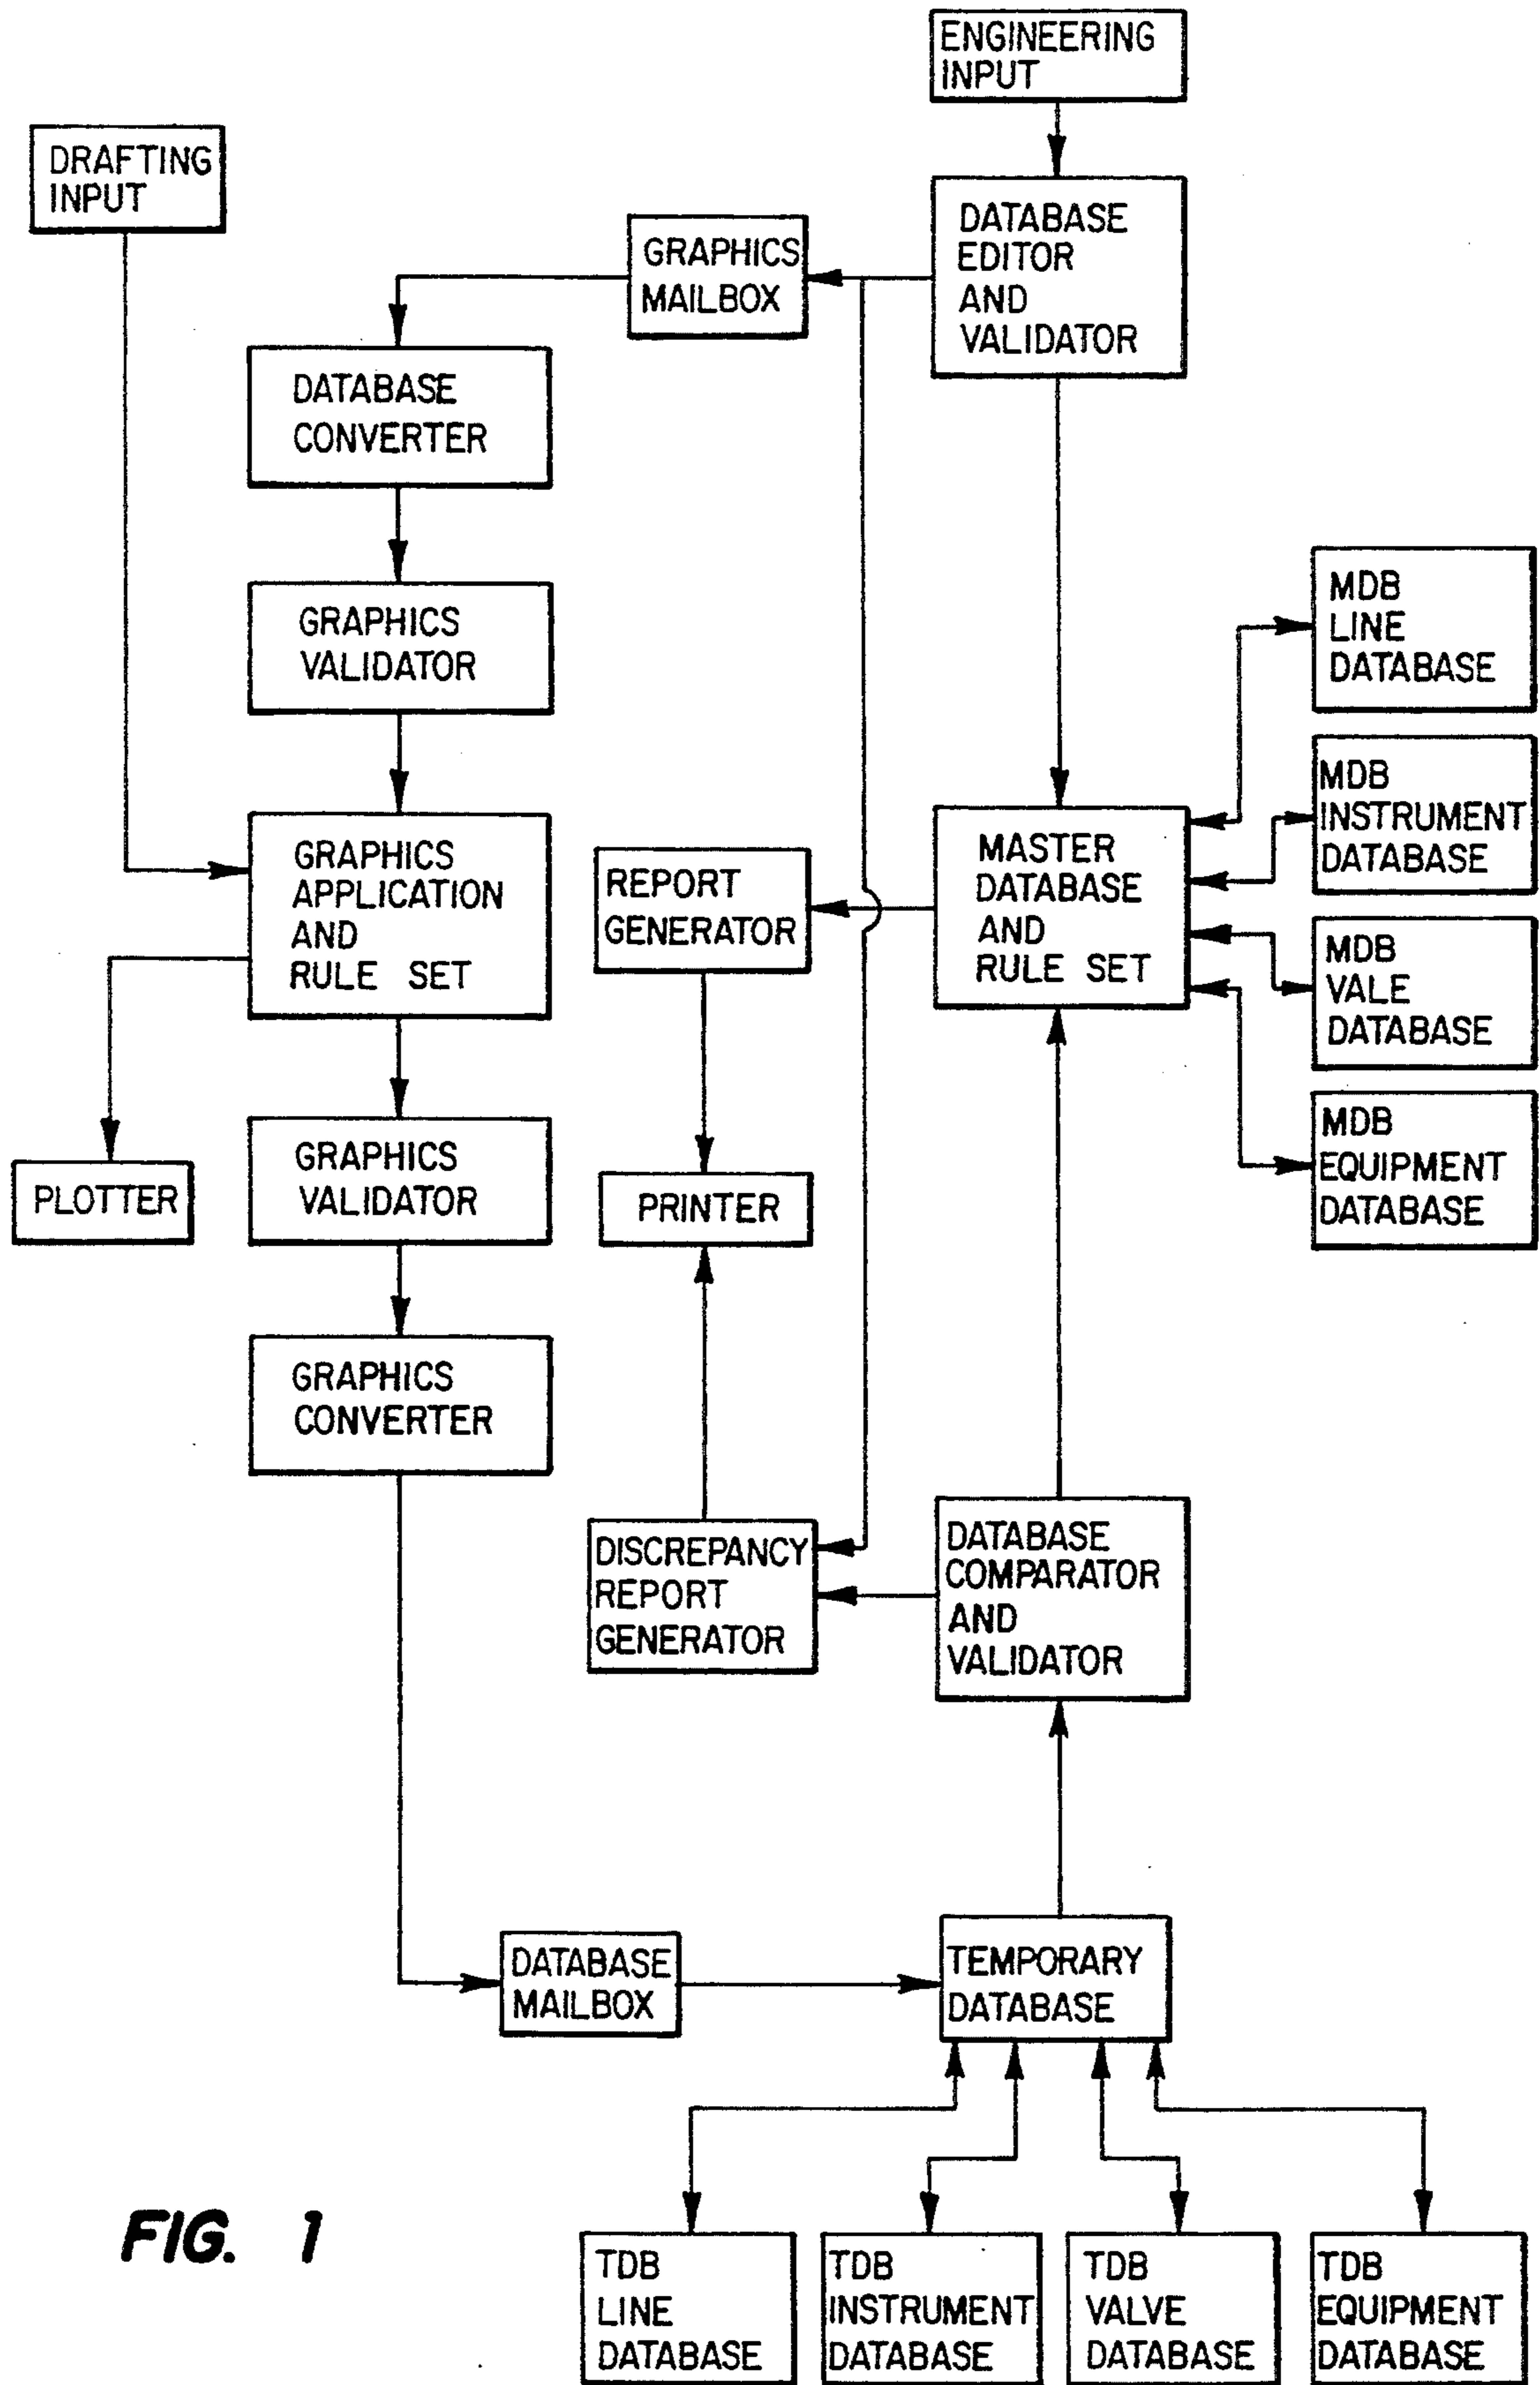 ENGINEERING
INPUT
DRAFTING
INPUT
DATABASE
EDITOR
AND
VALIDATOR
GRAPHICS
MAILBOX
DATABASE
CONVERTER
GRAPHICS
VALIDATOR
MDB
LINE
DATABASE
MDB
INSTRUMENT
DATABASE
GRAPHICS
APPLICATION
AND
RULE SET
REPORT
GENERATOR
MASTER
DATABASE
AND
RULE SET
MDB
VALE
DATABASE
MDB
EQUIPMENT
DATABASE
PLOTTER
GRAPHICS
VALIDATOR
PRINTER
GRAPHICS
CONVERTER
DISCREPANCY
REPORT
GENERATOR
DATABASE
COMPARATOR
AND
VALIDATOR
DATABASE
MAILBOX
TEMPORARY
DATABASE
FIG. 1
TDB
LINE
DATABASE
TDB
INSTRUMENT
DATABASE
TDB
VALVE
DATABASE
TDB
EQUIPMENT
DATABASE